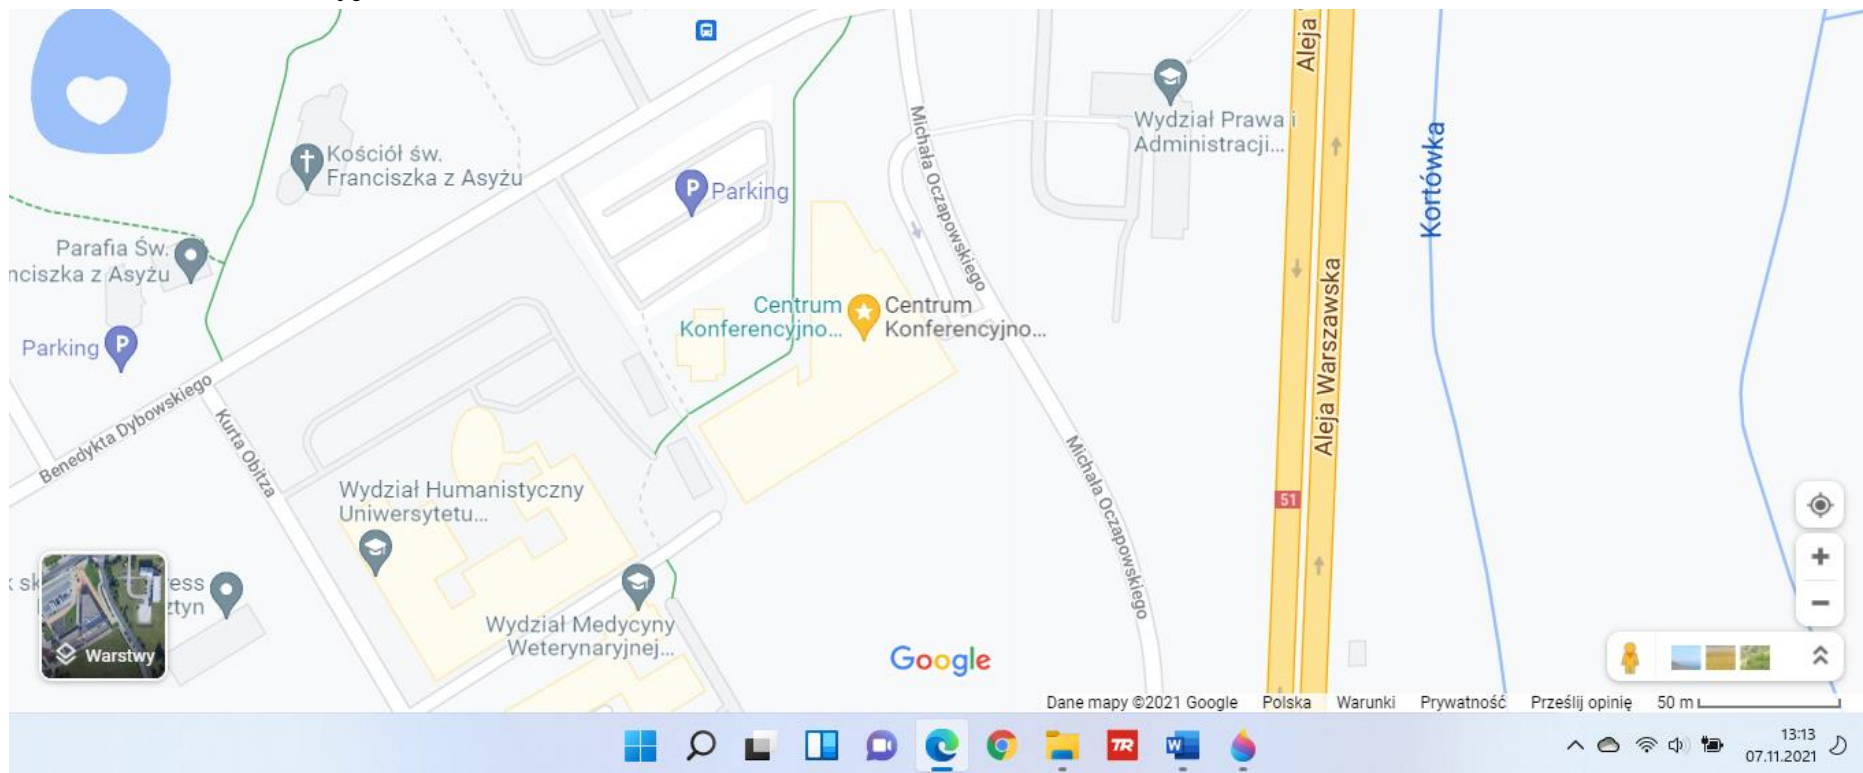 Aleja
Wydział Prawa i
Administracji...
Kościół św.
Franciszka z Asyżu
P
Parking
Michała Oczapowskiego
Kortówka
Parafia Św.
nciszka z Asyżu
Parking
P
Centrum
Konferencyjno...
Centrum
Konferencyjno...
Aleja Warszawska
Benedykta Dybowskiego
Kurta Obitza
Wydział Humanistyczny
Uniwersytetu...
Michała Oczapowskiego
51
k sk
ess
ztyn
Wydział Medycyny
Weterynaryjnej...
Warstwy
Google
Dane mapy ©2021 Google Polska Warunki Prywatność Prześlij opinię 50 m
TR
W
13:13
07.11.2021